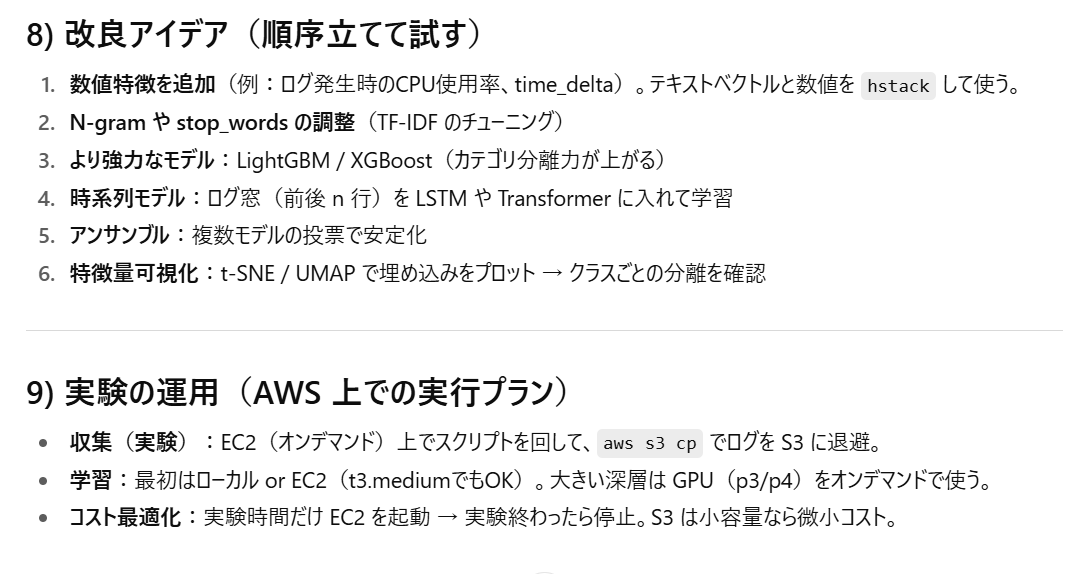 8) 改良アイデア（順序立てて試す）
1. 数値特徴を追加（例：ログ発生時のCPU使用率、time_delta）。テキストベクトルと数値を hstack して使う。
2. N-gram や stop_words の調整（TF-IDF のチューニング）
3. より強力なモデル：LightGBM / XGBoost（カテゴリ分離力が上がる）
4. 時系列モデル：ログ窓（前後 n 行）を LSTM や Transformer に入れて学習
5. アンサンブル：複数モデルの投票で安定化
6. 特徴量可視化：t-SNE / UMAP で埋め込みをプロット → クラスごとの分離を確認
9) 実験の運用（AWS 上での実行プラン）
• 収集（実験）：EC2（オンデマンド）上でスクリプトを回して、 aws s3 cp でログを S3 に退避。
• 学習：最初はローカル or EC2（t3.mediumでもOK）。大きい深層は GPU（p3/p4）をオンデマンドで使う。
• コスト最適化：実験時間だけ EC2 を起動 → 実験終わったら停止。S3 は小容量なら微小コスト。